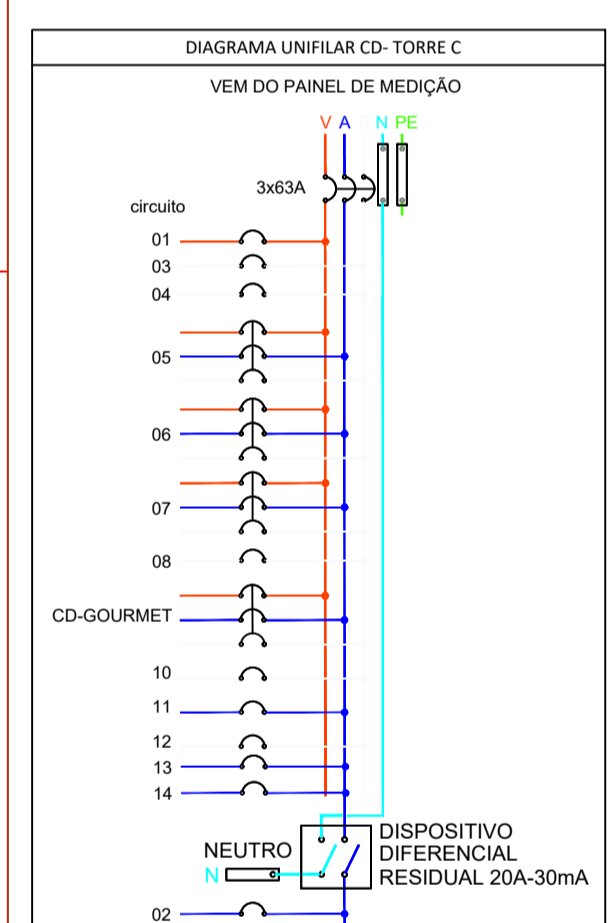 DIAGRAMA UNIFILAR CD- TORRE C
VEM DO PAINEL DE MEDIÇÃO
V A N PE
3x63A
circuito
01
03
04
05
06
07
08
CD-GOURMET
10
11
12
13
14
DISPOSITIVO
DIFERENCIAL
RESIDUAL 20A-30mA
NEUTRO
N
02